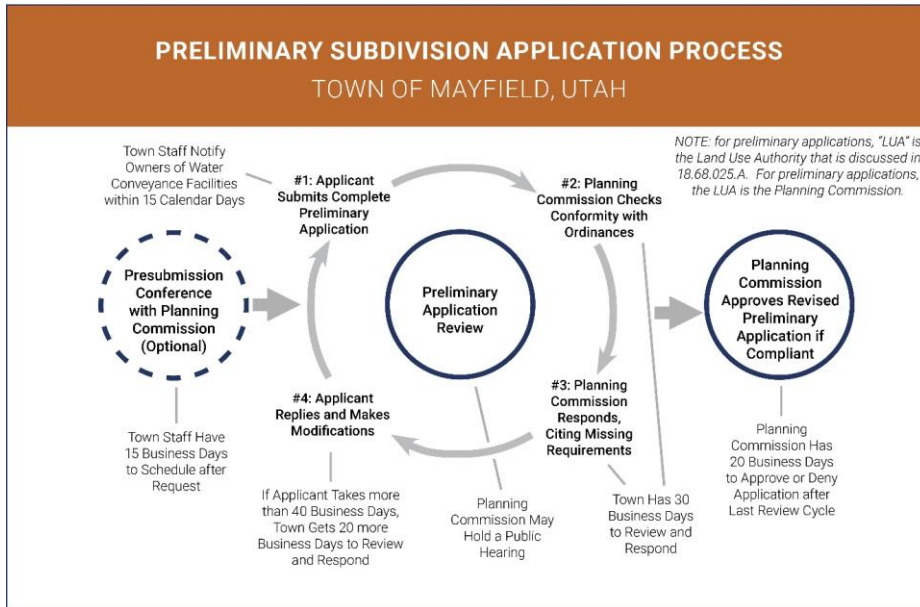 PRELIMINARY SUBDIVISION APPLICATION PROCESS
TOWN OF MAYFIELD, UTAH
NOTE: for preliminary applications, "LUA" is
the Land Use Authority that is discussed in
18.68.025.A. For preliminary applications,
the LUA is the Planning Commission.
Town Staff Notify
Owners of Water
Conveyance Facilities
within 15 Calendar Days
#1: Applicant
Submits Complete
Preliminary
Application
#2: Planning
Commission Checks
Conformity with
Ordinances
Presubmission
Conference
with Planning
Commission
(Optional)
Preliminary
Application
Review
Planning
Commission
Approves Revised
Preliminary
Application if
Compliant
#4: Applicant
Replies and Makes
Modifications
#3: Planning
Commission
Responds,
Citing Missing
Requirements
Town Staff Have
15 Business Days
to Schedule after
Request
If Applicant Takes more
than 40 Business Days,
Town Gets 20 more
Business Days to Review
and Respond
Planning
Commission May
Hold a Public
Hearing
Town Has 30
Business Days
to Review and
Respond
Planning
Commission Has
20 Business Days
to Approve or Deny
Application after
Last Review Cycle